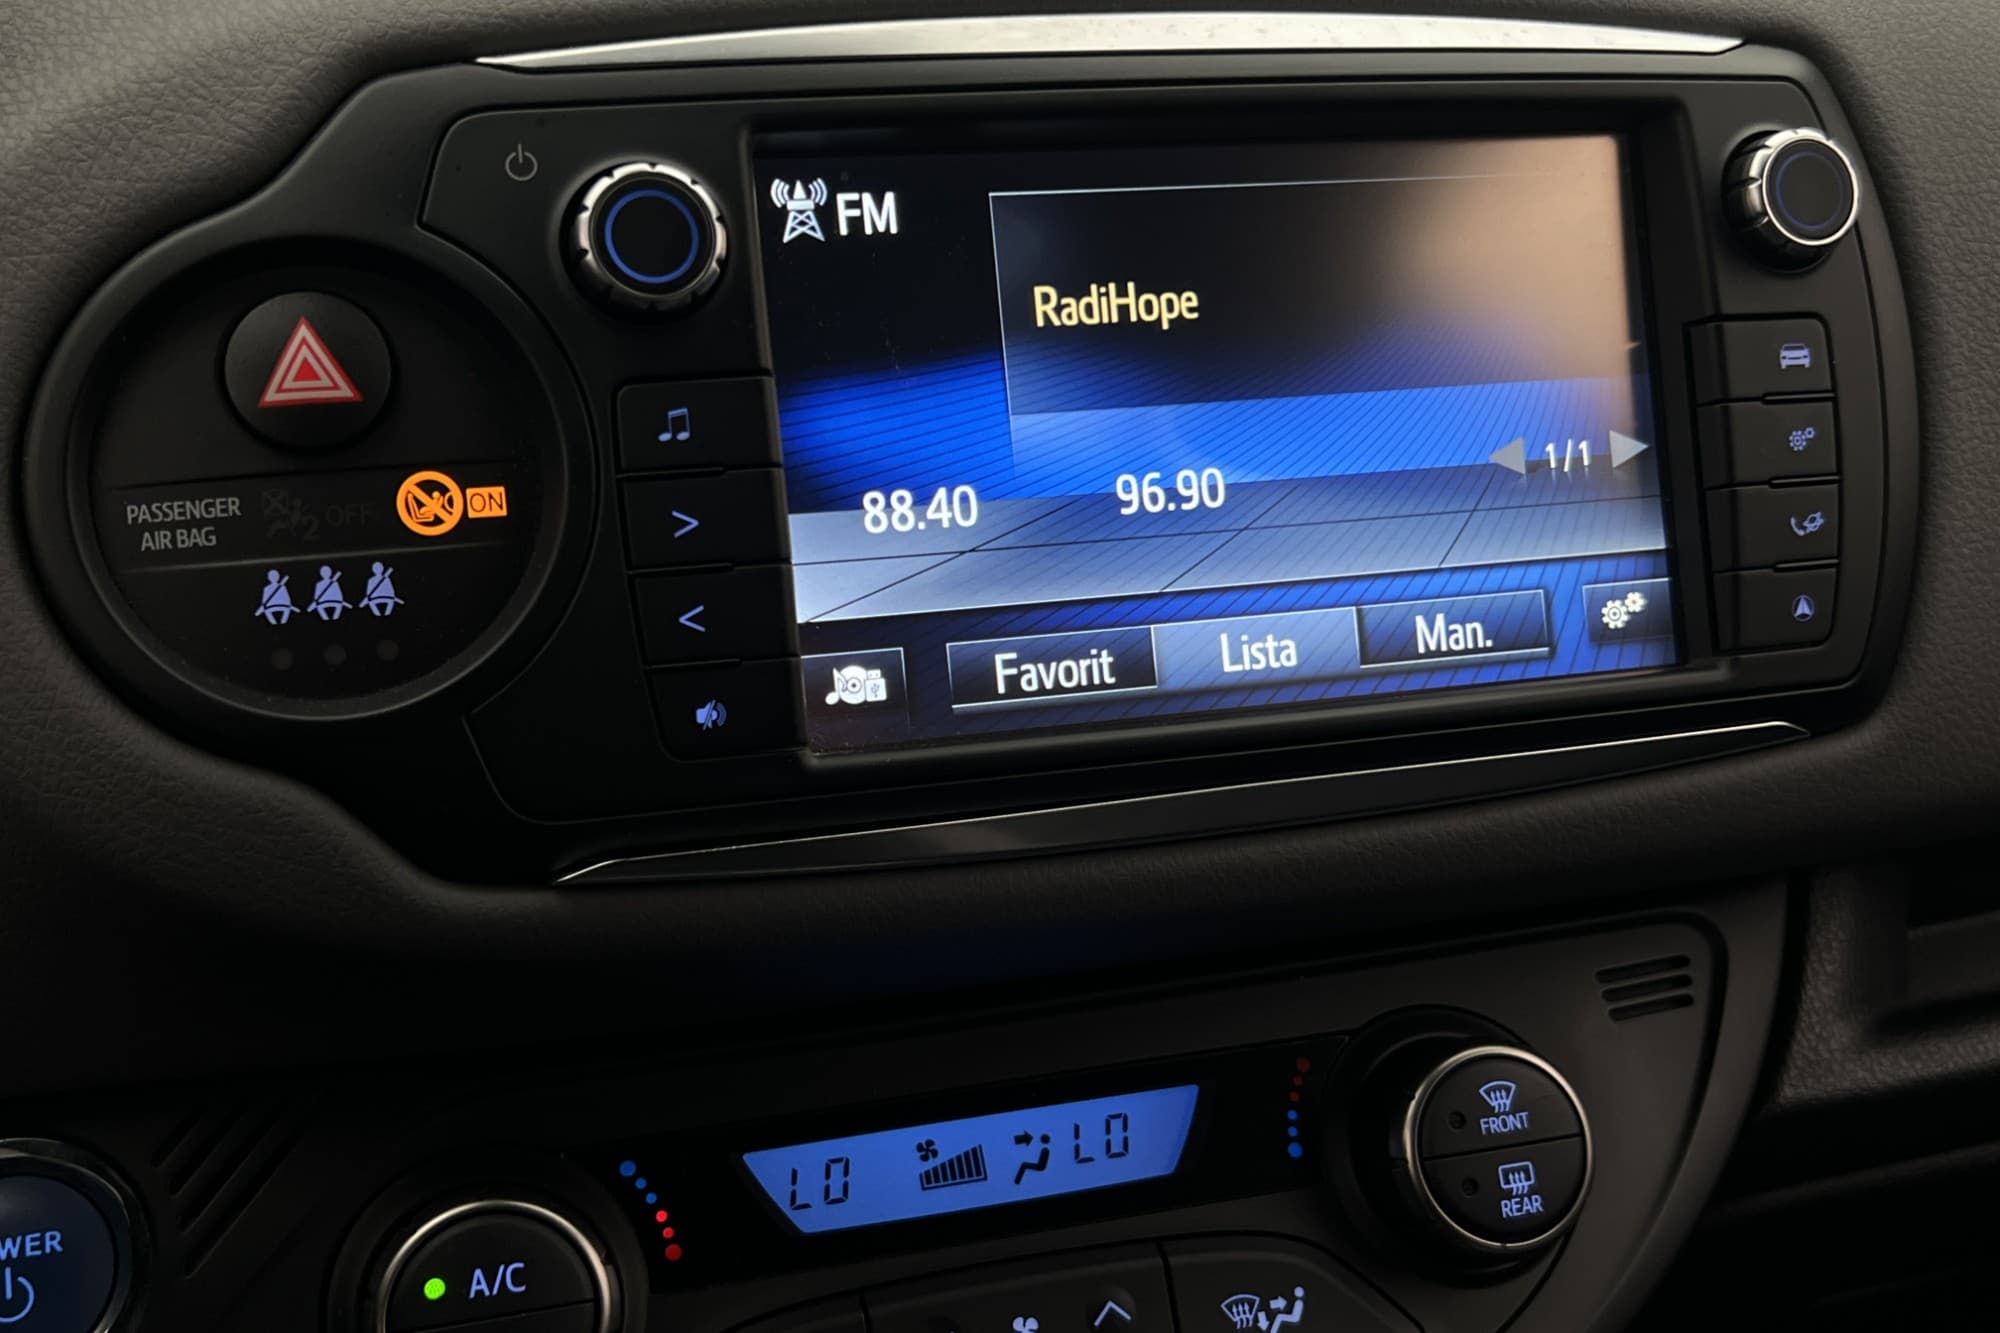 FM
RadiHope
88.40
96.90
1/1
Favorit
Lista
Man.
PASSENGER
AIR BAG
2 OFF
ON
LO
LO
FRONT
REAR
WER
A/C